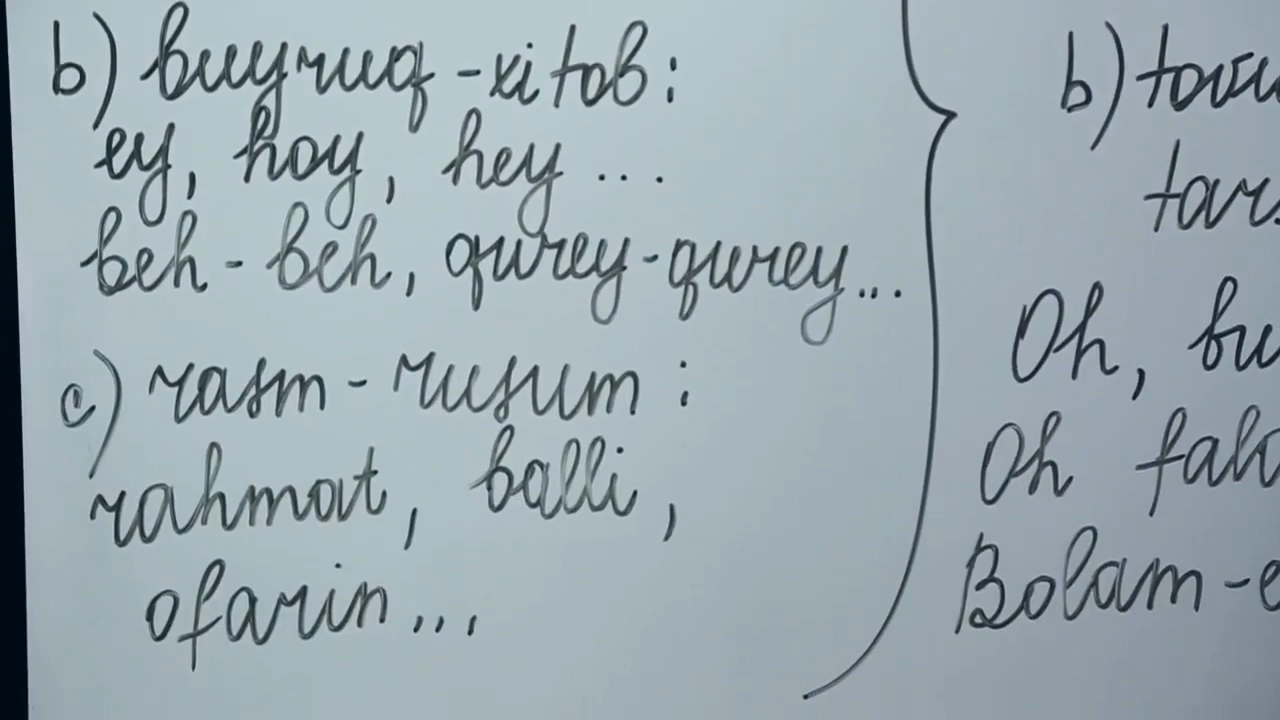 b) buyruq-xitob:
ey, hoy, hey...
beh-beh, qurey-qurey...
c) rasm-rusum:
rahmat, balli,
ofarin...
b)
Oh,
Oh
Bolam-